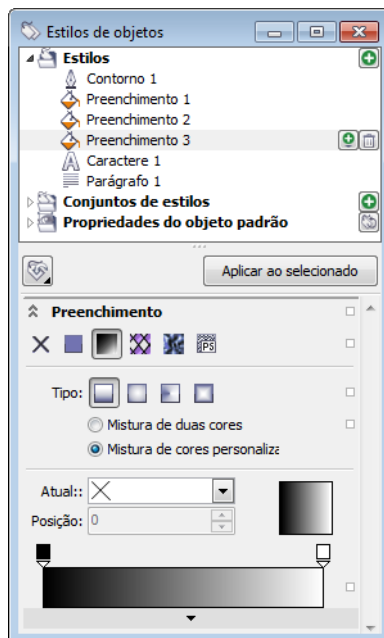 Estilos de objetos
Estilos
Contorno 1
Preenchimento 1
Preenchimento 2
Preenchimento 3
Caractere 1
Parágrafo 1
Conjuntos de estilos
Propriedades do objeto padrão
Aplicar ao selecionado
Preenchimento
PS
Tipo:
Mistura de duas cores
Mistura de cores personaliza
Atual::
Posição: 0